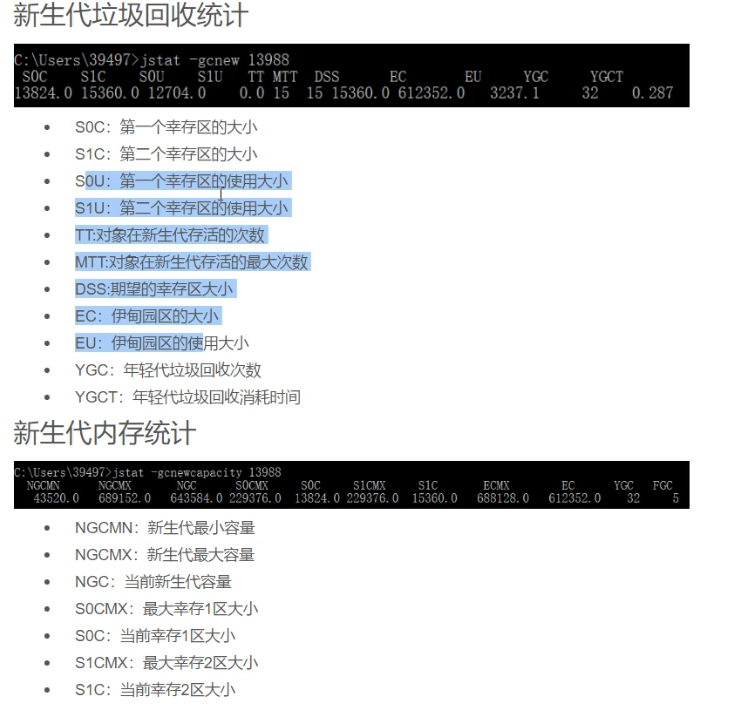 新生代垃圾回收统计
C:\Users\39497>jstat -gcnew 13988
S0C S1C S0U S1U TT MTT DSS EC EU YGC YGCT
13824.0 15360.0 12704.0 0.0 15 15 15360.0 612352.0 3237.1 32 0.287
• S0C：第一个幸存区的大小
• S1C：第二个幸存区的大小
• S0U：第一个幸存区的使用大小
• S1U：第二个幸存区的使用大小
• TT:对象在新生代存活的次数
• MTT:对象在新生代存活的最大次数
• DSS:期望的幸存区大小
• EC：伊甸园区的大小
• EU：伊甸园区的使用大小
• YGC：年轻代垃圾回收次数
• YGCT：年轻代垃圾回收消耗时间
新生代内存统计
C:\Users\39497>jstat -gcnewcapacity 13988
NGCMN NGCMX NGC S0CMX S0C S1CMX S1C ECMX EC YGC FGC
43520.0 689152.0 643584.0 229376.0 13824.0 229376.0 15360.0 688128.0 612352.0 32 5
• NGCMN：新生代最小容量
• NGCMX：新生代最大容量
• NGC：当前新生代容量
• S0CMX：最大幸存1区大小
• S0C：当前幸存1区大小
• S1CMX：最大幸存2区大小
• S1C：当前幸存2区大小